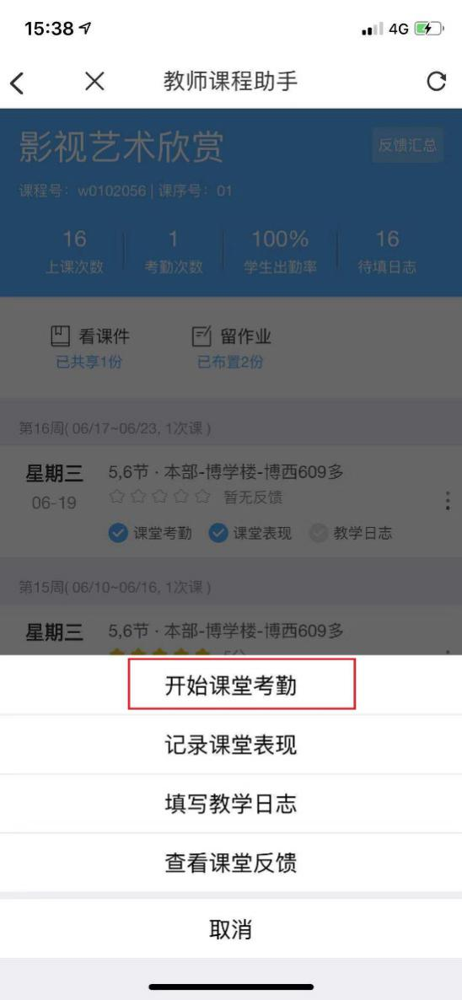 15:38 4G
教师课程助手
影视艺术欣赏 反馈汇总
课程号: w0102056 | 课序号: 01
16 1 100% 16
上课次数 考勤次数 学生出勤率 待填日志
看课件 留作业
已共享1份 已布置2份
第16周( 06/17~06/23, 1次课 )
星期三 5,6节 · 本部-博学楼-博西609多
06-19 暂无反馈
课堂考勤 课堂表现 教学日志
第15周( 06/10~06/16, 1次课 )
星期三 5,6节 · 本部-博学楼-博西609多
开始课堂考勤
记录课堂表现
填写教学日志
查看课堂反馈
取消